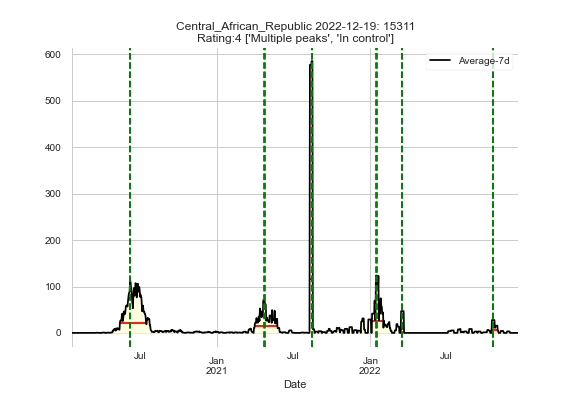 Central_African_Republic 2022-12-19: 15311
Rating:4 ['Multiple peaks', 'In control']
Average-7d
600
500
400
300
200
100
0
Jul
Jan
2021
Jul
Jan
2022
Jul
Date